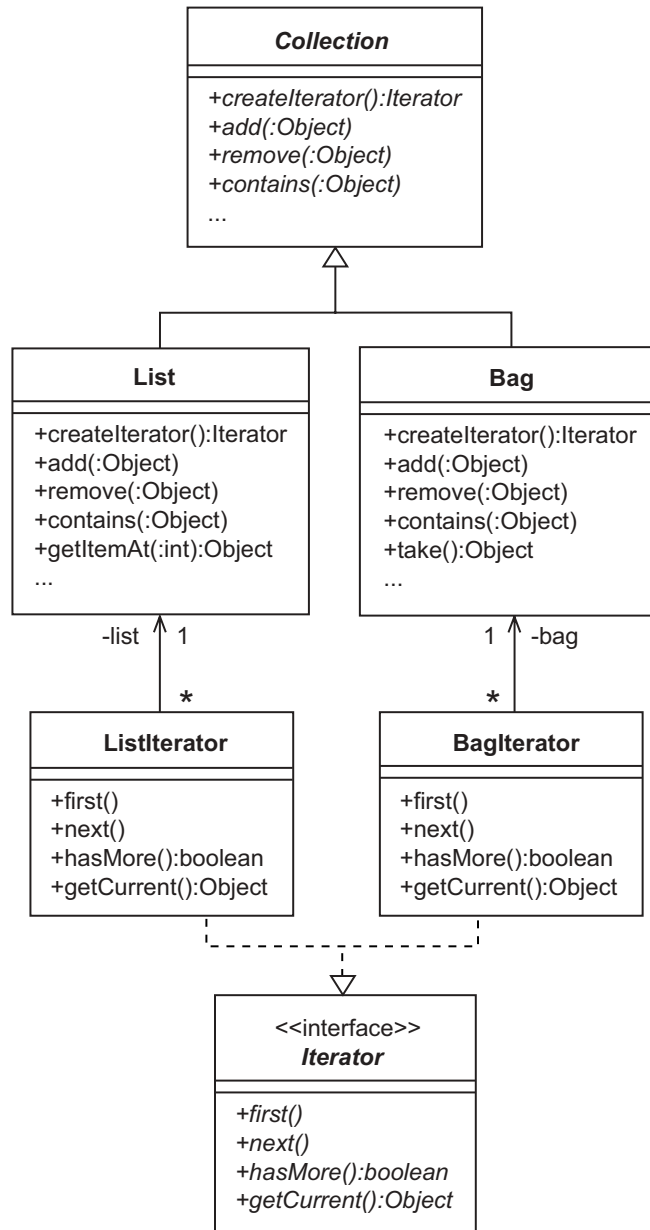 Collection
+createIterator():Iterator
+add(:Object)
+remove(:Object)
+contains(:Object)
...
List
+createIterator():Iterator
+add(:Object)
+remove(:Object)
+contains(:Object)
+getItemAt(:int):Object
...
Bag
+createIterator():Iterator
+add(:Object)
+remove(:Object)
+contains(:Object)
+take():Object
...
-list 1
1 -bag
*
*
ListIterator
+first()
+next()
+hasMore():boolean
+getCurrent():Object
BagIterator
+first()
+next()
+hasMore():boolean
+getCurrent():Object
<<interface>>
Iterator
+first()
+next()
+hasMore():boolean
+getCurrent():Object